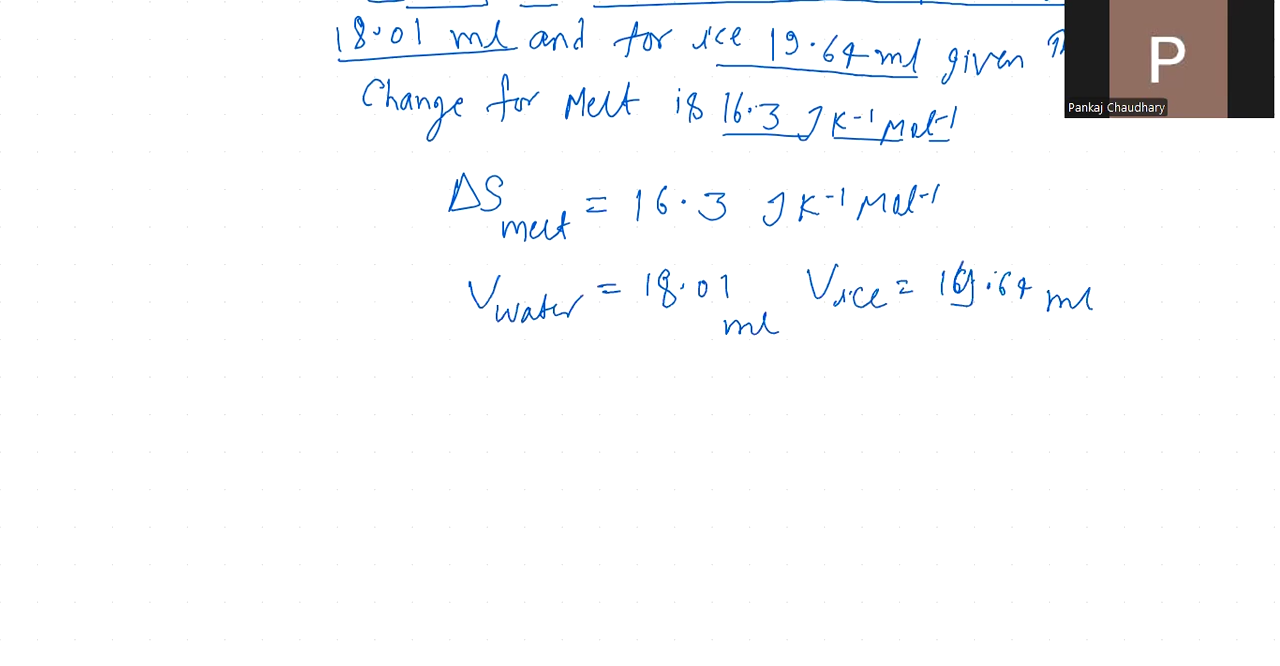 18.01 ml and for ice 19.64 ml given
Change for Melt is 16.3 J K-1 Mol-1
ΔS melt = 16.3 J K-1 Mol-1
V water = 18.01 ml V ice = 19.64 ml
P
Pankaj Chaudhary